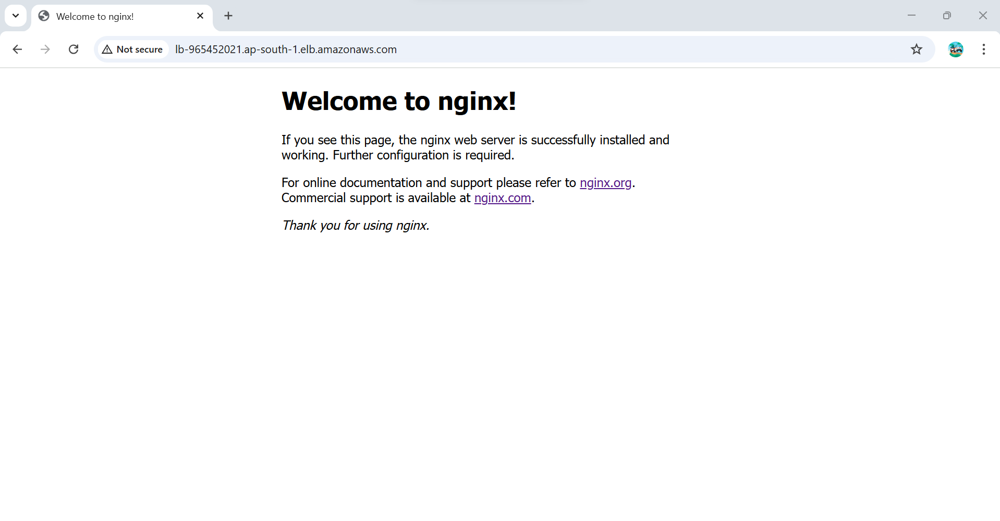 Welcome to nginx!
Not secure
lb-965452021.ap-south-1.elb.amazonaws.com
Welcome to nginx!
If you see this page, the nginx web server is successfully installed and
working. Further configuration is required.
For online documentation and support please refer to nginx.org.
Commercial support is available at nginx.com.
Thank you for using nginx.